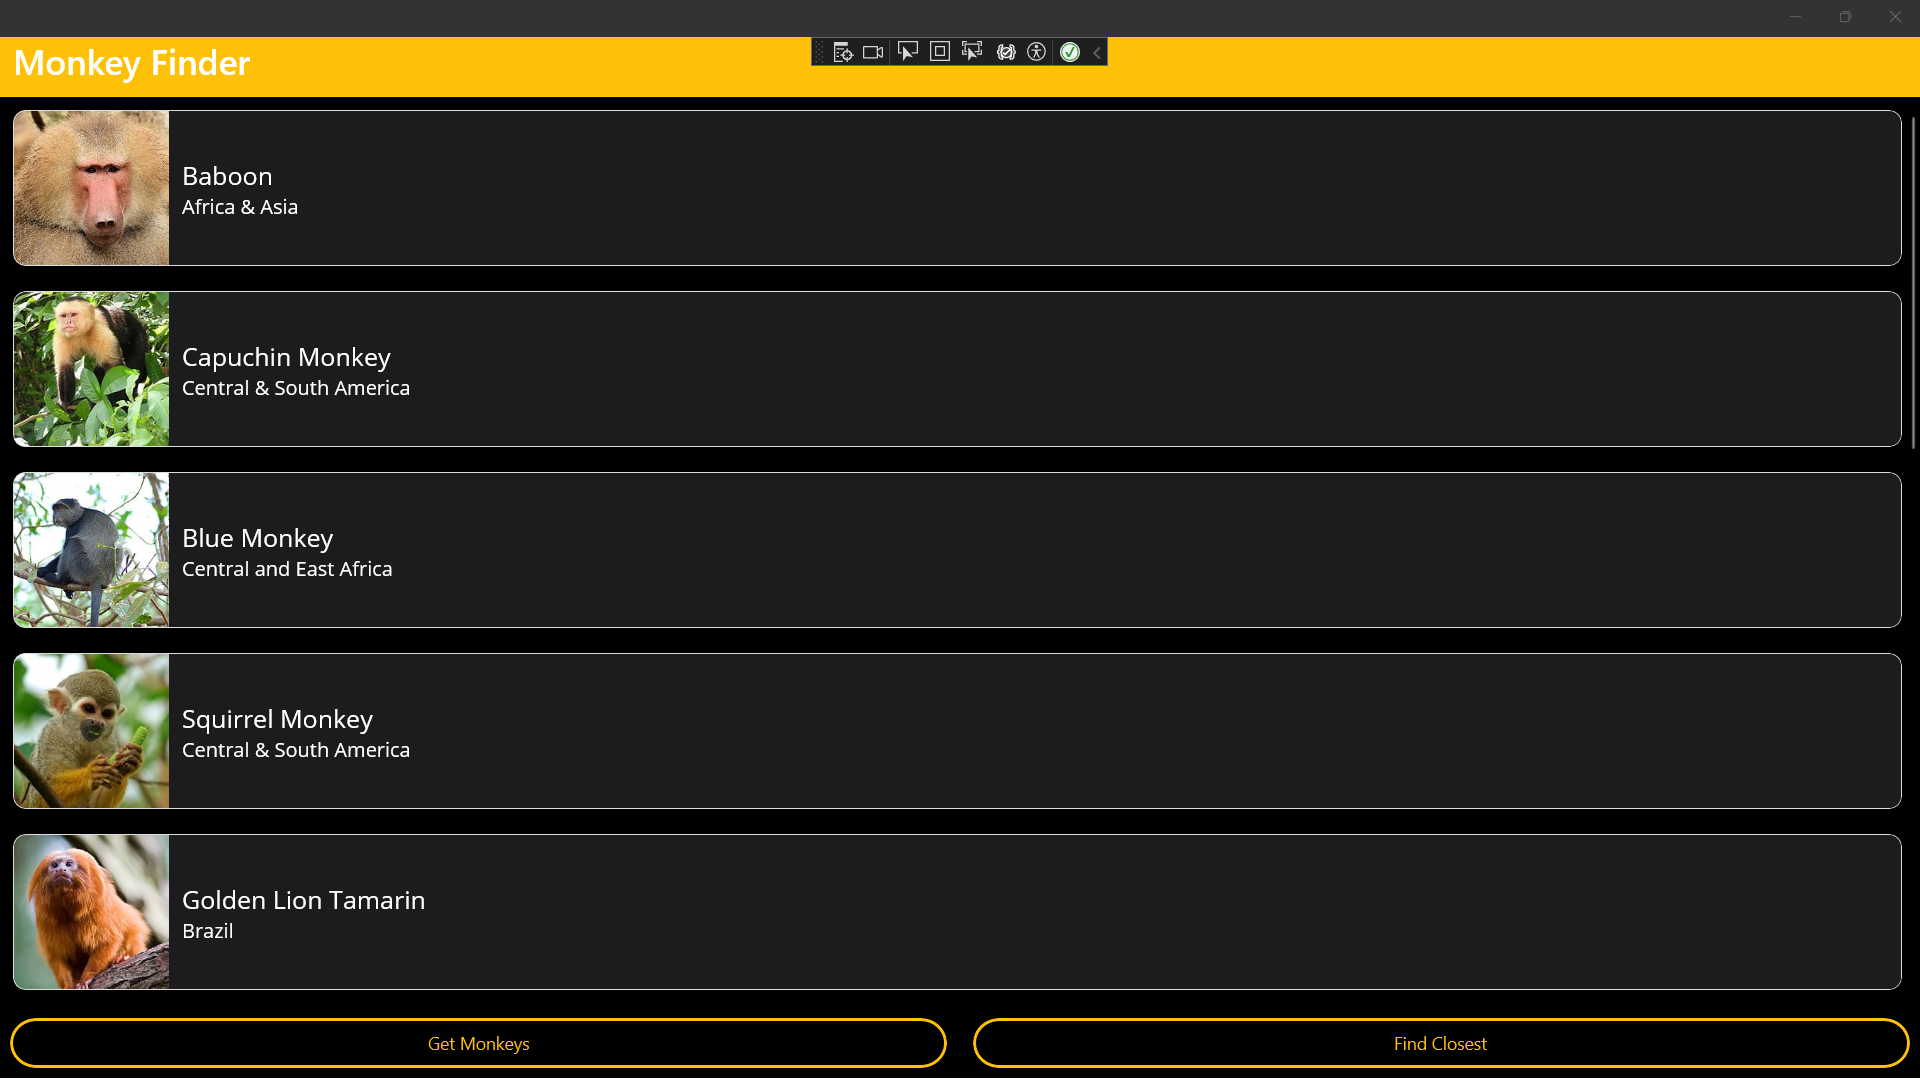 Monkey Finder
Baboon
Africa & Asia
Capuchin Monkey
Central & South America
Blue Monkey
Central and East Africa
Squirrel Monkey
Central & South America
Golden Lion Tamarin
Brazil
Get Monkeys
Find Closest